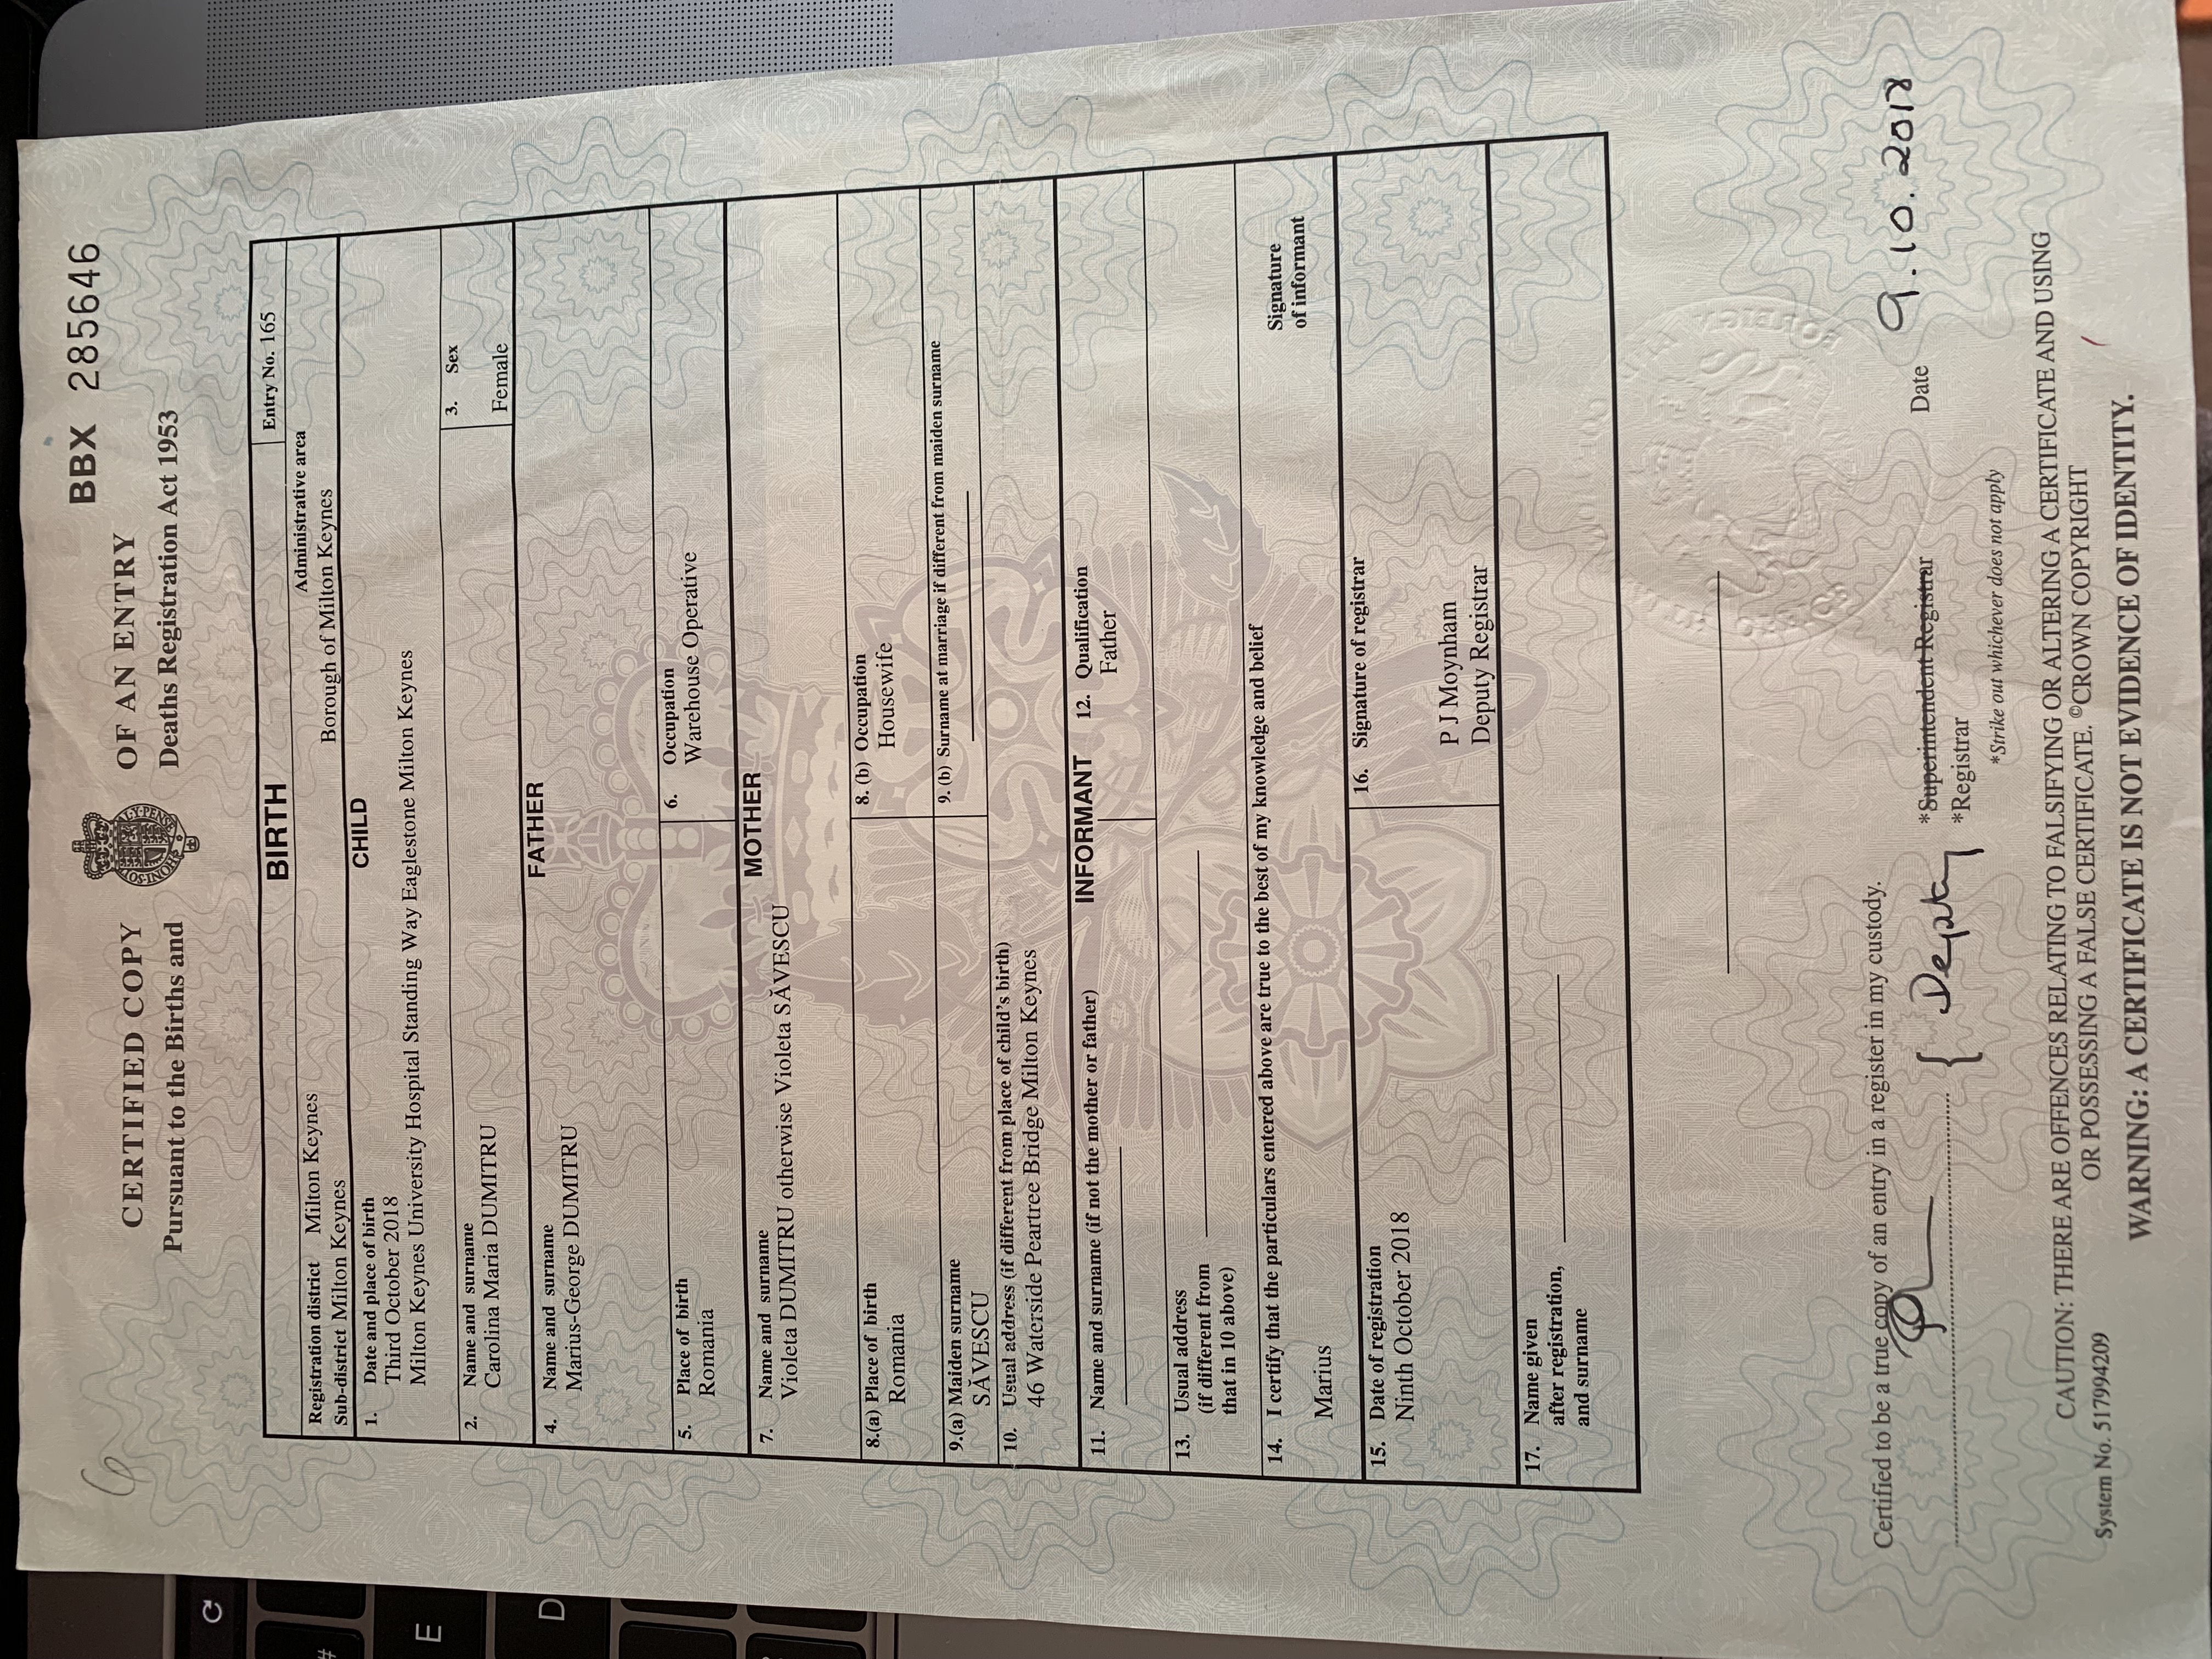 6
BBX 285646
CERTIFIED COPY OF AN ENTRY
Pursuant to the Births and Deaths Registration Act 1953
BIRTH
Entry No. 165
Registration district Milton Keynes
Administrative area
Sub-district Milton Keynes
Borough of Milton Keynes
CHILD
1. Date and place of birth
Third October 2018
Milton Keynes University Hospital Standing Way Eaglestone Milton Keynes
2. Name and surname
Carolina Maria DUMITRU
3. Sex
Female
FATHER
4. Name and surname
Marius-George DUMITRU
5. Place of birth
Romania
6. Occupation
Warehouse Operative
MOTHER
7. Name and surname
Violeta DUMITRU otherwise Violeta SĂVESCU
8.(a) Place of birth
Romania
8. (b) Occupation
Housewife
9.(a) Maiden surname
SĂVESCU
9. (b) Surname at marriage if different from maiden surname
10. Usual address (if different from place of child's birth)
46 Waterside Peartree Bridge Milton Keynes
INFORMANT
11. Name and surname (if not the mother or father)
12. Qualification
Father
13. Usual address
(if different from
that in 10 above)
14. I certify that the particulars entered above are true to the best of my knowledge and belief
Marius
Signature
of informant
15. Date of registration
Ninth October 2018
16. Signature of registrar
P J Moynham
Deputy Registrar
17. Name given
after registration,
and surname
Certified to be a true copy of an entry in a register in my custody.
Deputy
*Superintendent Registrar
*Registrar
Date 9.10.2018
*Strike out whichever does not apply
CAUTION: THERE ARE OFFENCES RELATING TO FALSIFYING OR ALTERING A CERTIFICATE AND USING
OR POSSESSING A FALSE CERTIFICATE. ©CROWN COPYRIGHT
System No. 517994209
WARNING: A CERTIFICATE IS NOT EVIDENCE OF IDENTITY.
#
E
D